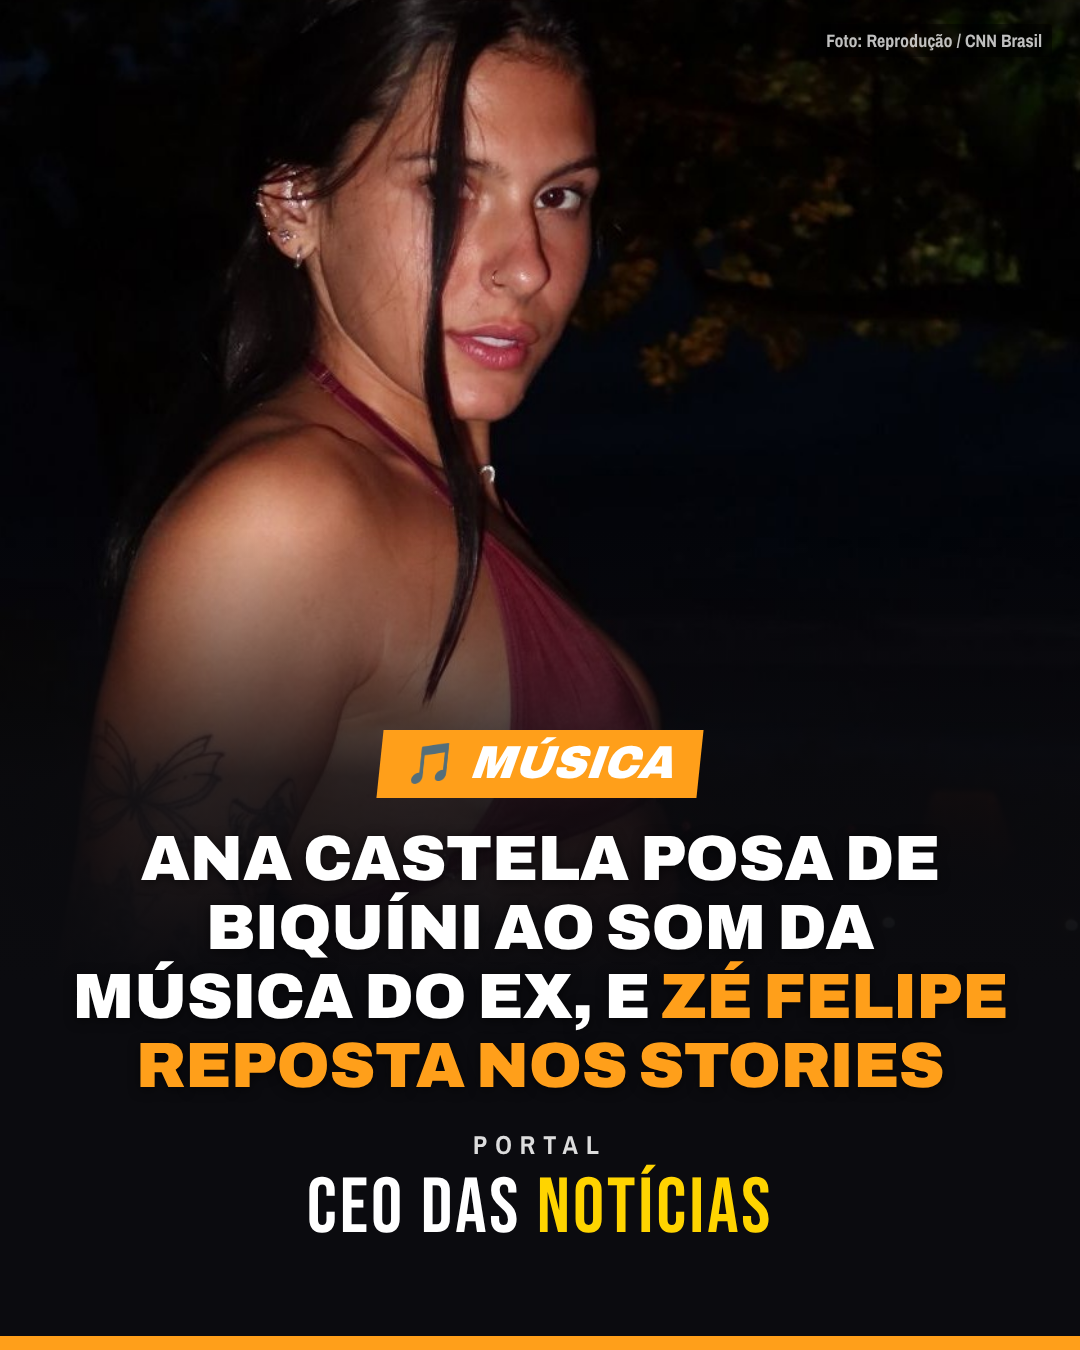 Foto: Reprodução / CNN Brasil
🎵 MÚSICA
ANA CASTELA POSA DE
BIQUÍNI AO SOM DA
MÚSICA DO EX, E ZÉ FELIPE
REPOSTA NOS STORIES
PORTAL
CEO DAS NOTÍCIAS